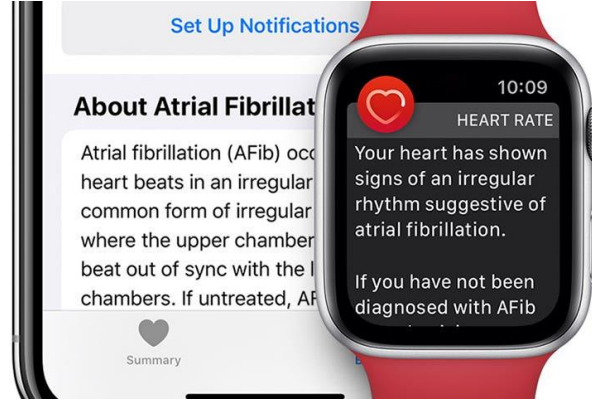 Set Up Notifications
About Atrial Fibrillat
Atrial fibrillation (AFib) occ
heart beats in an irregular
common form of irregular
where the upper chamber
beat out of sync with the l
chambers. If untreated, AF
Summary
10:09
HEART RATE
Your heart has shown
signs of an irregular
rhythm suggestive of
atrial fibrillation.
If you have not been
diagnosed with AFib